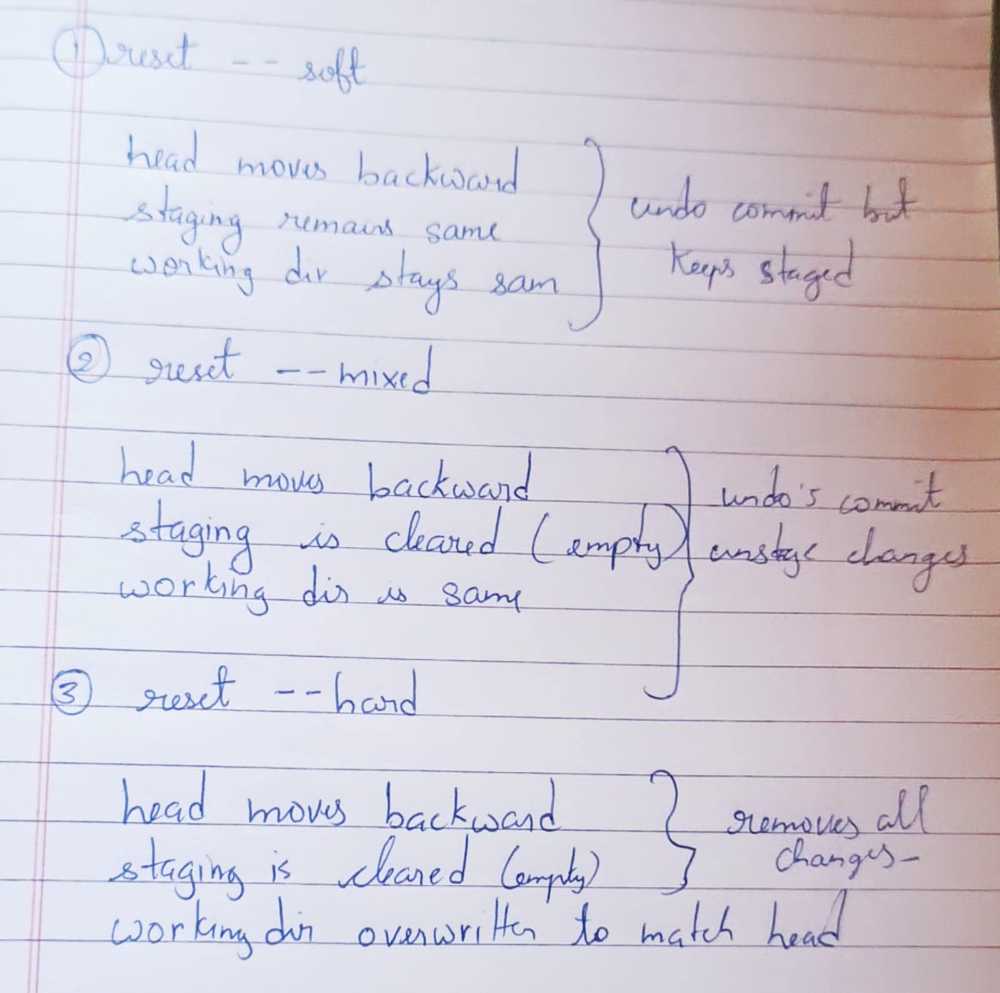 ① reset -- soft
head moves backward
staging remains same
working dir stays sam
undo commit but
keeps staged
② reset --mixed
head moves backward
staging is cleared (empty)
working dir is same
undo's commit
unstage changes
③ reset --hard
head moves backward
staging is cleared (empty)
working dir overwritten to match head
removes all
changes-